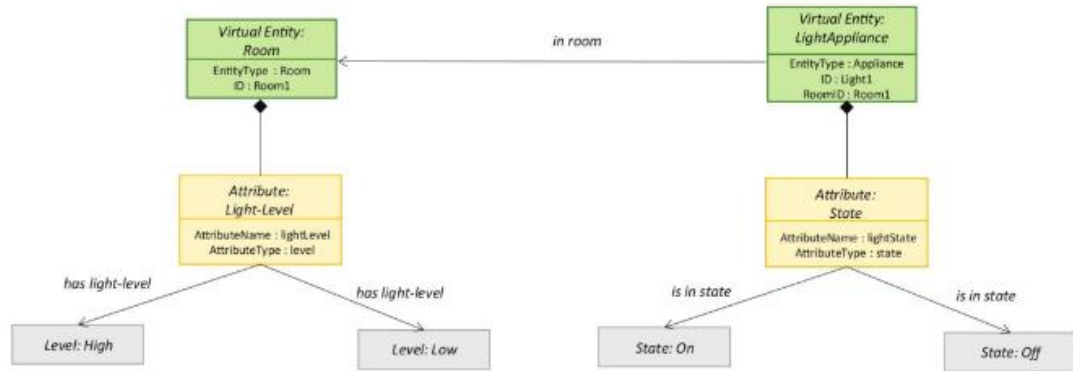 Virtual Entity:
Room
EntityType : Room
ID : Room1
in room
Virtual Entity:
LightAppliance
EntityType : Appliance
ID : Light1
RoomID : Room1
Attribute:
Light-Level
AttributeName : lightLevel
AttributeType : level
Attribute:
State
AttributeName : lightState
AttributeType : state
has light-level
has light-level
is in state
is in state
Level: High
Level: Low
State: On
State: Off